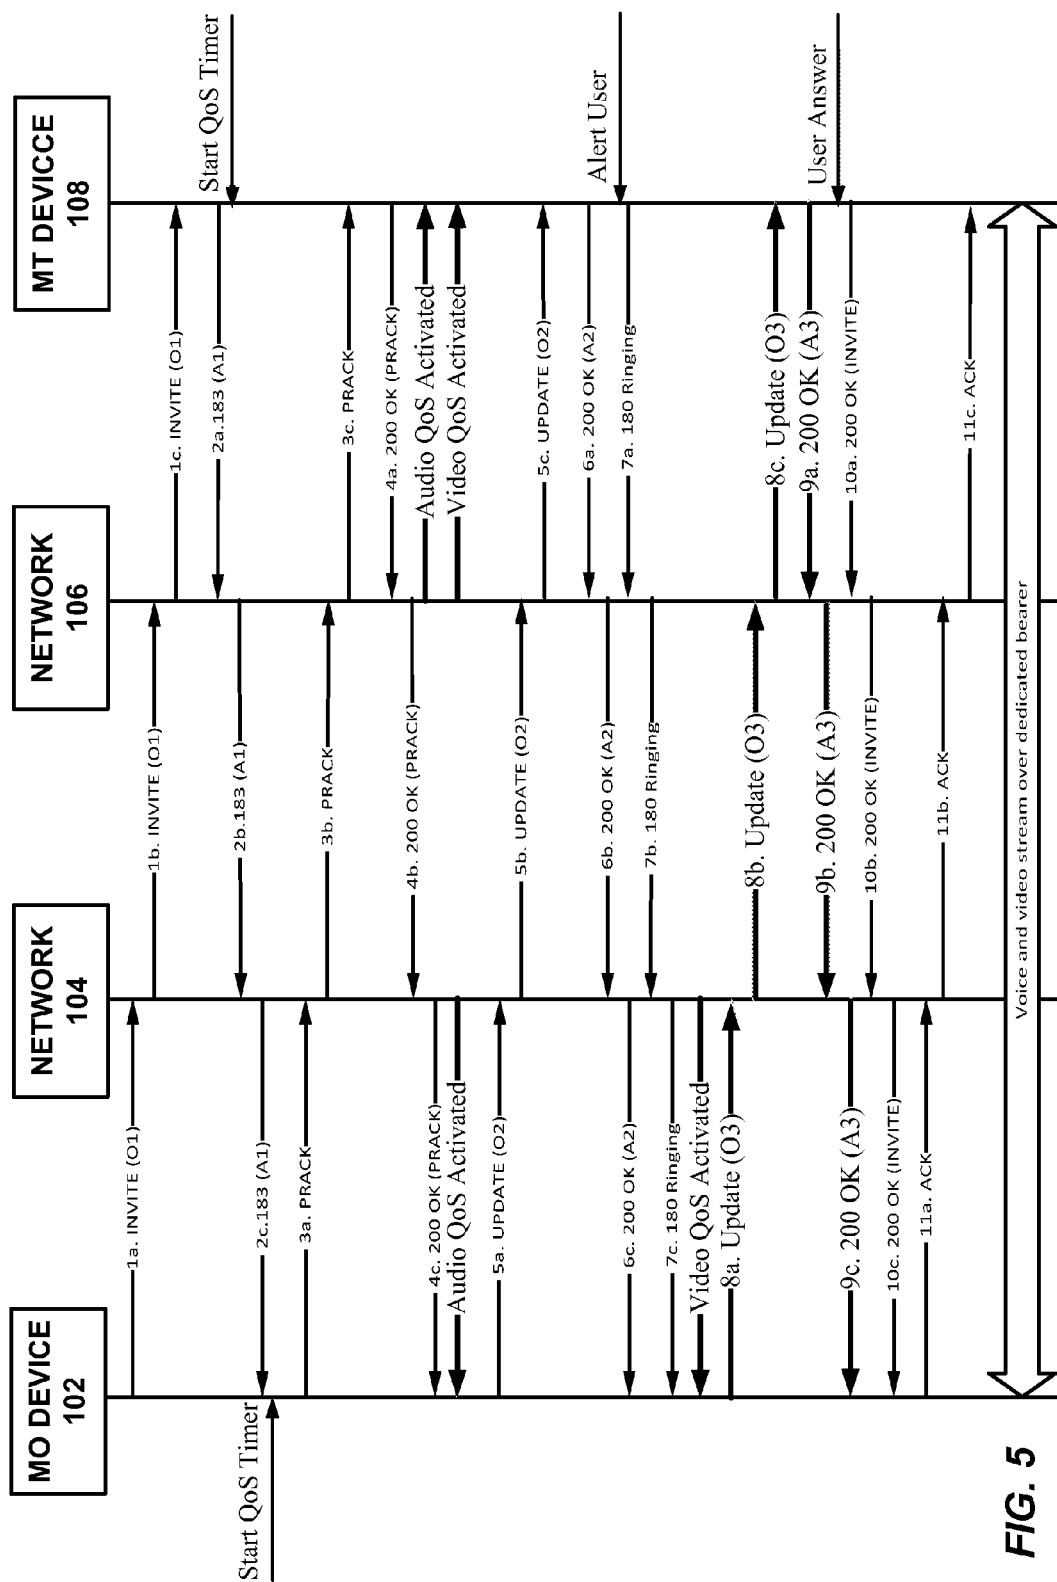 MO DEVICE
102
NETWORK
104
NETWORK
106
MT DEVICCE
108
1a. INVITE (O1)
1b. INVITE (O1)
1c. INVITE (O1)
2a.183 (A1)
Start QoS Timer
2b.183 (A1)
2c.183 (A1)
Start QoS Timer
3a. PRACK
3b. PRACK
3c. PRACK
4a. 200 OK (PRACK)
4b. 200 OK (PRACK)
Audio QoS Activated
4c. 200 OK (PRACK)
Audio QoS Activated
Video QoS Activated
5a. UPDATE (O2)
5b. UPDATE (O2)
5c. UPDATE (O2)
6a. 200 OK (A2)
6b. 200 OK (A2)
Alert User
6c. 200 OK (A2)
7a. 180 Ringing
7b. 180 Ringing
7c. 180 Ringing
Video QoS Activated
8a. Update (O3)
8b. Update (O3)
8c. Update (O3)
9a. 200 OK (A3)
9b. 200 OK (A3)
User Answer
9c. 200 OK (A3)
10a. 200 OK (INVITE)
10b. 200 OK (INVITE)
10c. 200 OK (INVITE)
11a. ACK
11b. ACK
11c. ACK
Voice and video stream over dedicated bearer
FIG. 5